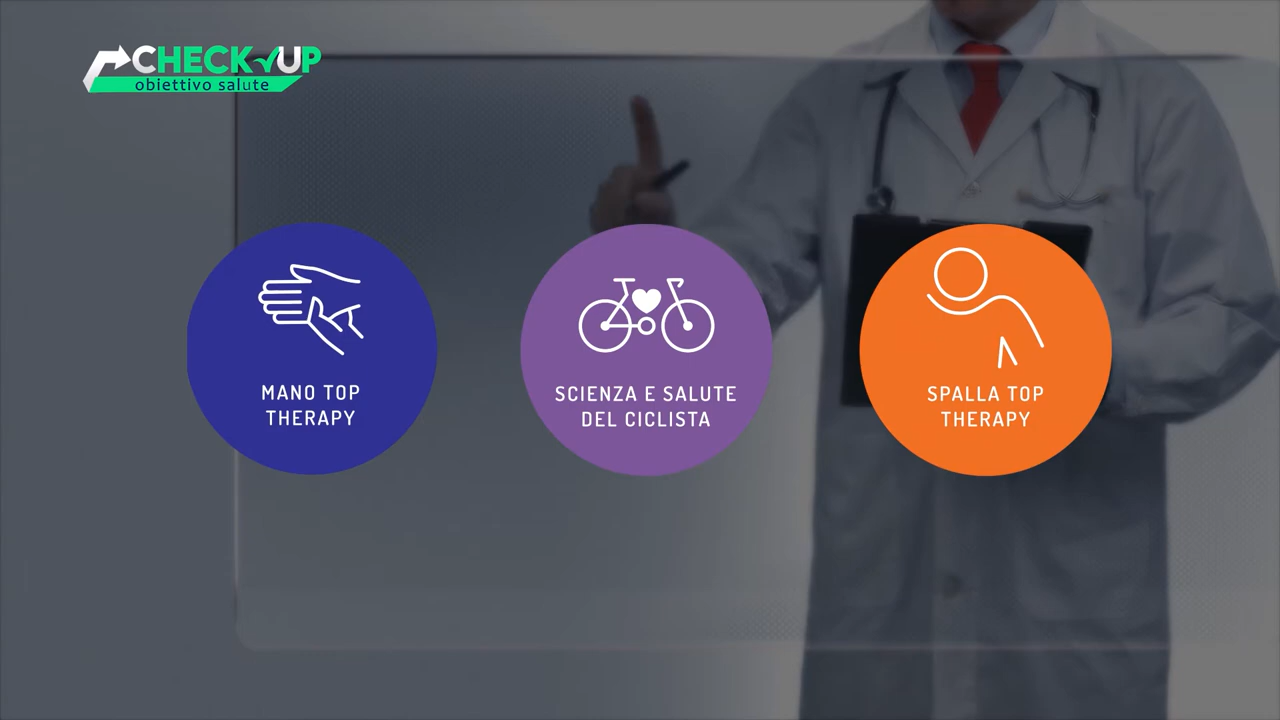 CHECK UP
obiettivo salute
MANO TOP
THERAPY
SCIENZA E SALUTE
DEL CICLISTA
SPALLA TOP
THERAPY